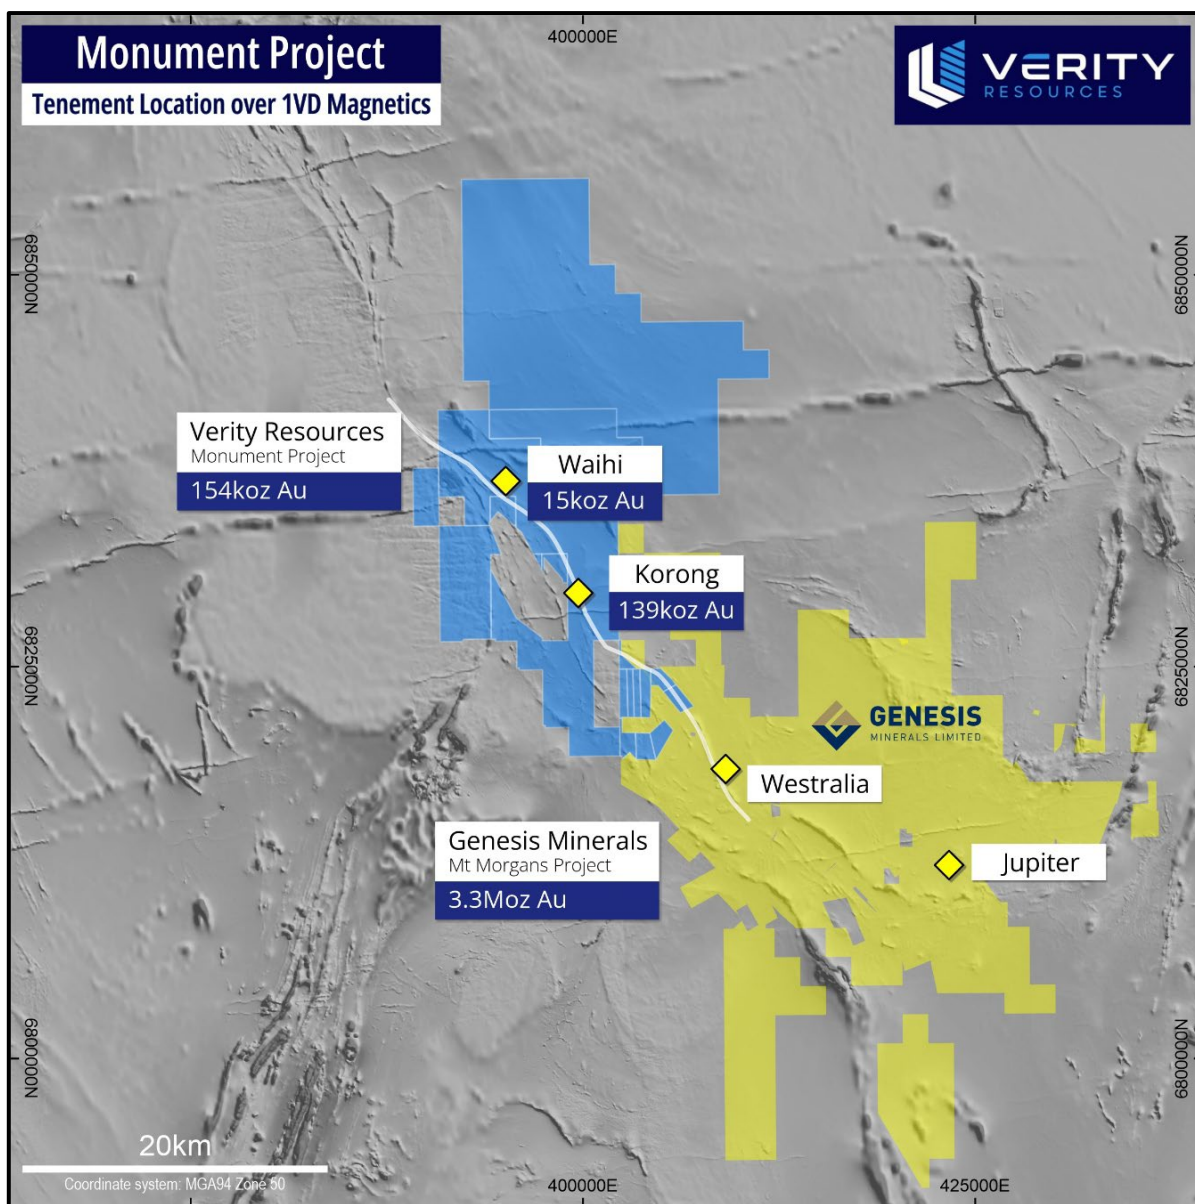 400000E
Monument Project
Tenement Location over 1VD Magnetics
VERITY
RESOURCES
6850000N
6850000N
Verity Resources
Monument Project
154koz Au
Waihi
15koz Au
Korong
139koz Au
6825000N
6825000N
GENESIS
MINERALS LIMITED
Westralia
Genesis Minerals
Mt Morgans Project
3.3Moz Au
Jupiter
6800000N
6800000N
20km
Coordinate system: MGA94 Zone 50
400000E
425000E